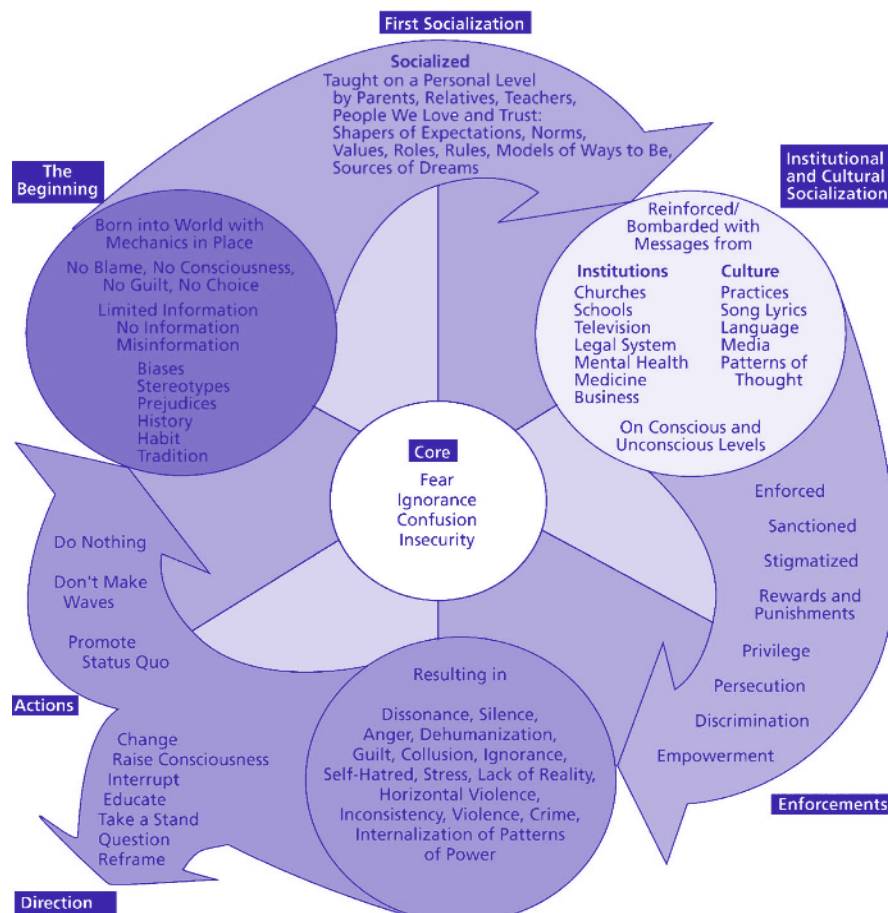 First Socialization
Socialized
Taught on a Personal Level
by Parents, Relatives, Teachers,
People We Love and Trust:
Shapers of Expectations, Norms,
Values, Roles, Rules, Models of Ways to Be,
Sources of Dreams
The
Beginning
Born into World with
Mechanics in Place
No Blame, No Consciousness,
No Guilt, No Choice
Limited Information
No Information
Misinformation
Biases
Stereotypes
Prejudices
History
Habit
Tradition
Institutional
and Cultural
Socialization
Reinforced/
Bombarded with
Messages from
Institutions
Churches
Schools
Television
Legal System
Mental Health
Medicine
Business
Culture
Practices
Song Lyrics
Language
Media
Patterns of
Thought
On Conscious and
Unconscious Levels
Core
Fear
Ignorance
Confusion
Insecurity
Enforced
Sanctioned
Stigmatized
Rewards and
Punishments
Privilege
Persecution
Discrimination
Empowerment
Enforcements
Resulting in
Dissonance, Silence,
Anger, Dehumanization,
Guilt, Collusion, Ignorance,
Self-Hatred, Stress, Lack of Reality,
Horizontal Violence,
Inconsistency, Violence, Crime,
Internalization of Patterns
of Power
Do Nothing
Don't Make
Waves
Promote
Status Quo
Actions
Change
Raise Consciousness
Interrupt
Educate
Take a Stand
Question
Reframe
Direction